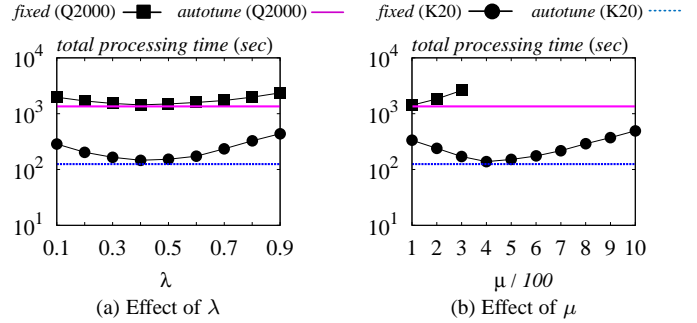 fixed (Q2000) autotune (Q2000) fixed (K20) autotune (K20)
total processing time (sec) total processing time (sec)
10^4 10^4
10^3 10^3
10^2 10^2
10^1 10^1
0.1 0.3 0.5 0.7 0.9 1 2 3 4 5 6 7 8 9 10
λ μ / 100
(a) Effect of λ (b) Effect of μ